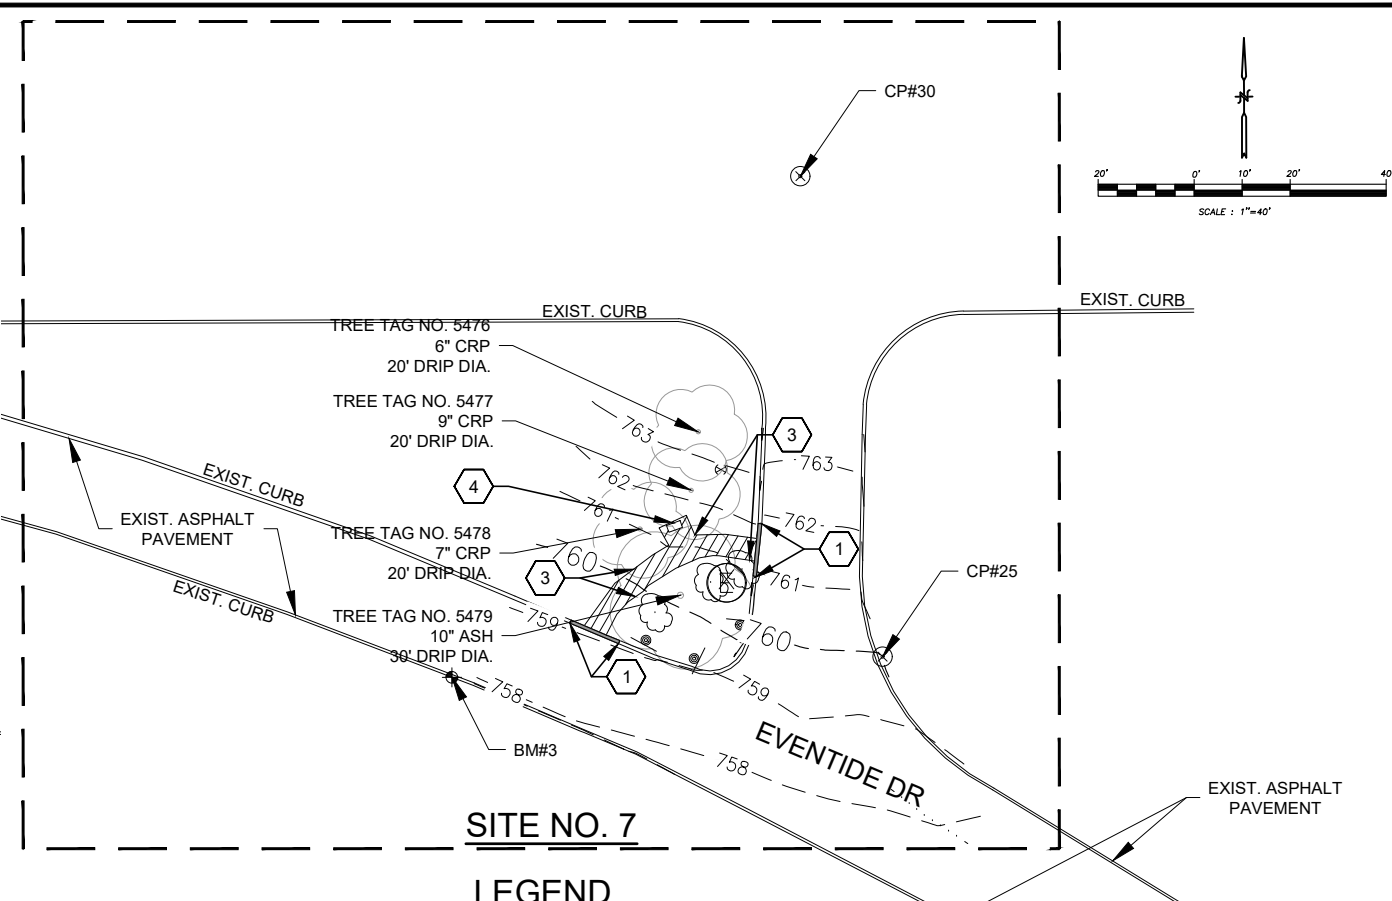 CP#30
N
20' 0' 10' 20' 40
SCALE : 1"=40'
EXIST. CURB
EXIST. CURB
TREE TAG NO. 5476
6" CRP
20' DRIP DIA.
TREE TAG NO. 5477
9" CRP
20' DRIP DIA.
763
3
763
EXIST. CURB
4
762
761
762
EXIST. ASPHALT
PAVEMENT
TREE TAG NO. 5478
7" CRP
20' DRIP DIA.
60
1
3
761
CP#25
EXIST. CURB
TREE TAG NO. 5479
10" ASH
30' DRIP DIA.
759
760
1
758
759
BM#3
758
EVENTIDE DR
EXIST. ASPHALT
PAVEMENT
SITE NO. 7
LEGEND